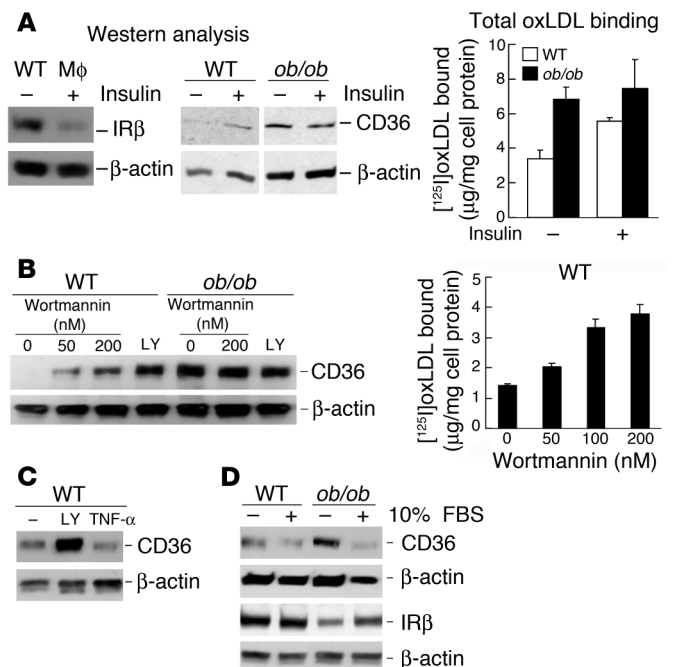 A
Western analysis
WT Mϕ
– + Insulin
IRβ
β-actin
WT ob/ob
– + – + Insulin
CD36
β-actin
Total oxLDL binding
WT
ob/ob
[125I]oxLDL bound
(μg/mg cell protein)
10
8
6
4
2
0
Insulin – +
B
WT ob/ob
Wortmannin Wortmannin
(nM) (nM)
0 50 200 LY 0 200 LY
CD36
β-actin
WT
[125I]oxLDL bound
(μg/mg cell protein)
5
4
3
2
1
0
0 50 100 200
Wortmannin (nM)
C
WT
– LY TNF-α
CD36
β-actin
D
WT ob/ob
– + – + 10% FBS
CD36
β-actin
IRβ
β-actin